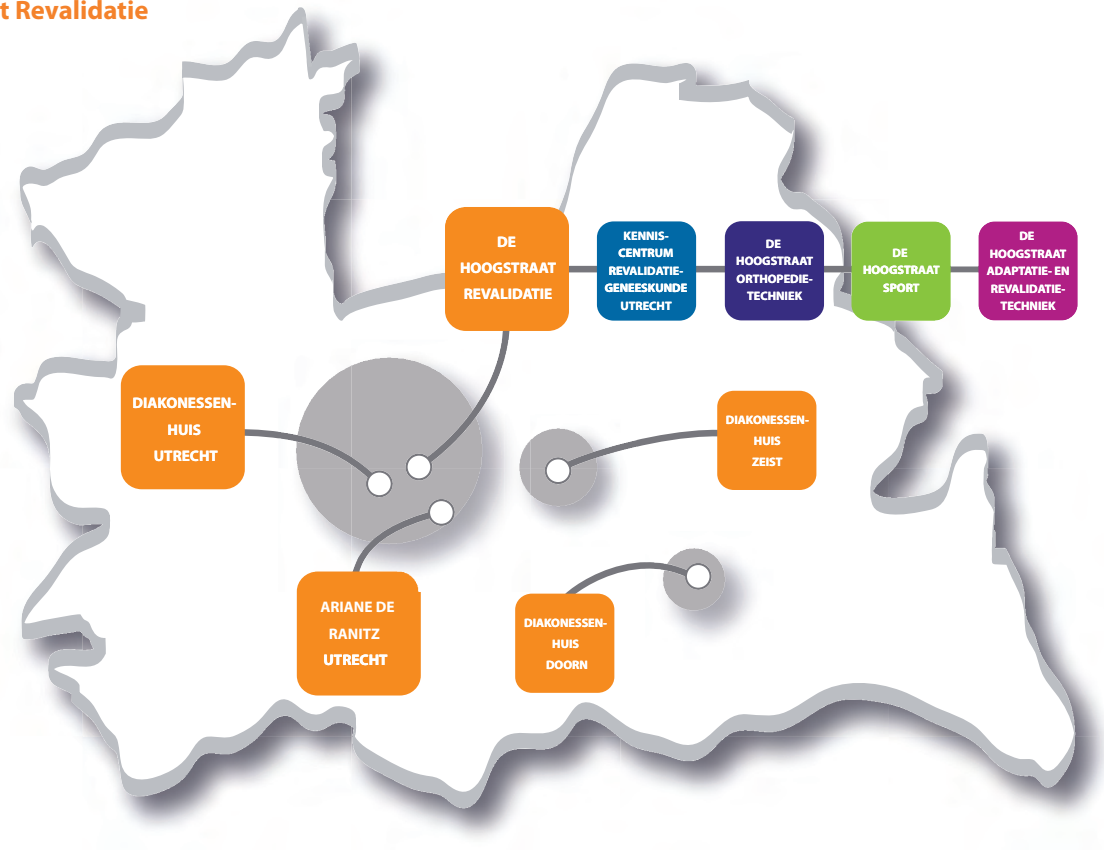 t Revalidatie
DE
HOOGSTRAAT
REVALIDATIE
KENNIS-
CENTRUM
REVALIDATIE-
GENEESKUNDE
UTRECHT
DE
HOOGSTRAAT
ORTHOPEDIE-
TECHNIEK
DE
HOOGSTRAAT
SPORT
DE
HOOGSTRAAT
ADAPTATIE- EN
REVALIDATIE-
TECHNIEK
DIAKONESSEN-
HUIS
UTRECHT
DIAKONESSEN-
HUIS
ZEIST
ARIANE DE
RANITZ
UTRECHT
DIAKONESSEN-
HUIS
DOORN